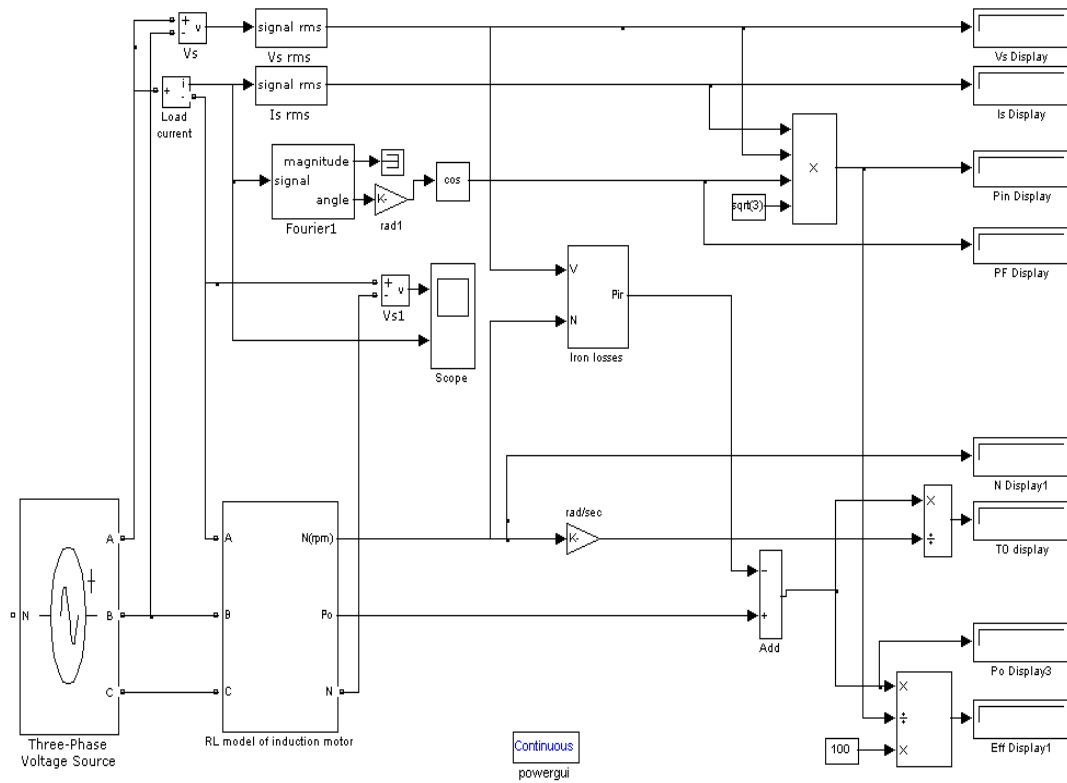 +
-
v
Vs
signal rms
Vs rms
Vs Display
+
i
-
Load
current
signal rms
Is rms
Is Display
magnitude
signal
angle
Fourier1
K-
rad1
cos
sqrt(3)
X
Pin Display
PF Display
+
-
v
Vs1
Scope
V
N
Pir
Iron losses
N Display1
N
A
B
C
Three-Phase
Voltage Source
A
B
C
N(rpm)
Po
N
RL model of induction motor
rad/sec
K-
×
÷
T0 display
−
+
Add
Po Display3
×
÷
×
100
Eff Display1
Continuous
powergui